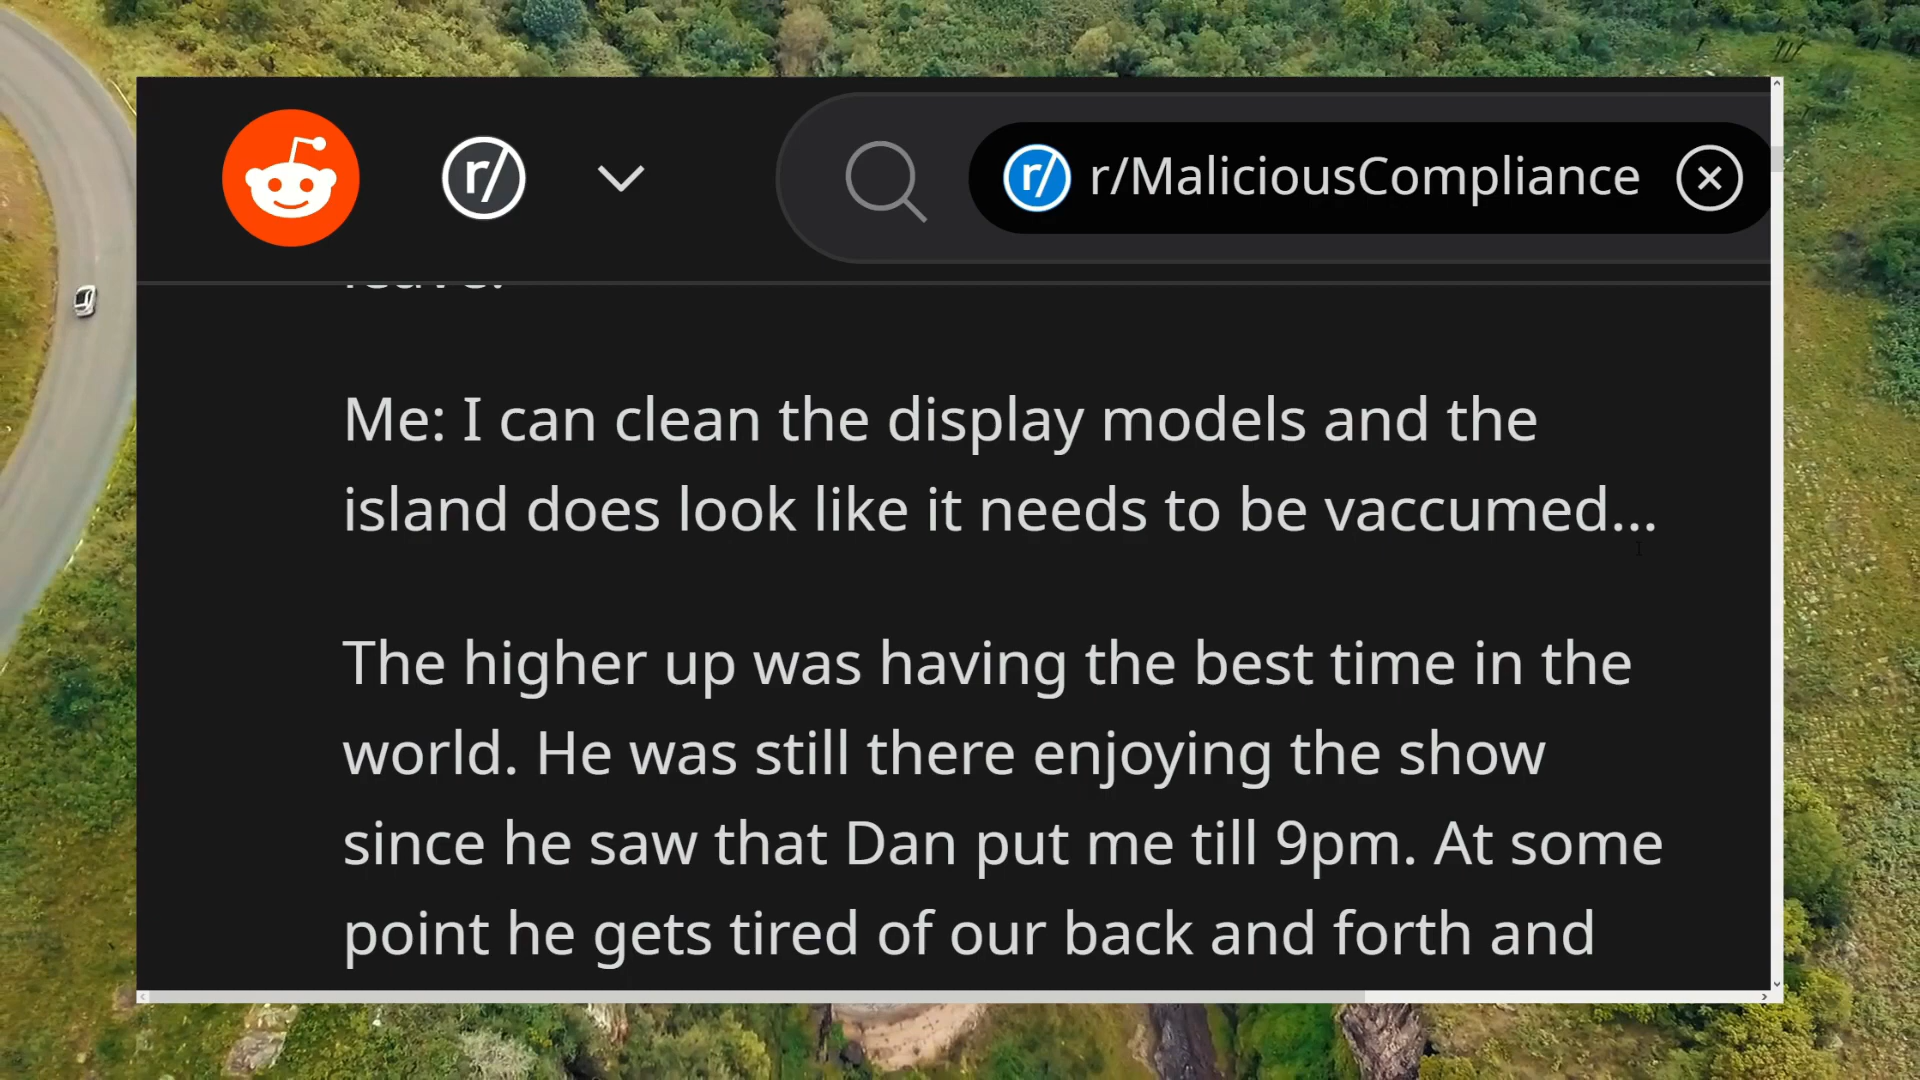 r/ r/ r/MaliciousCompliance
Me: I can clean the display models and the
island does look like it needs to be vaccumed...
The higher up was having the best time in the
world. He was still there enjoying the show
since he saw that Dan put me till 9pm. At some
point he gets tired of our back and forth and